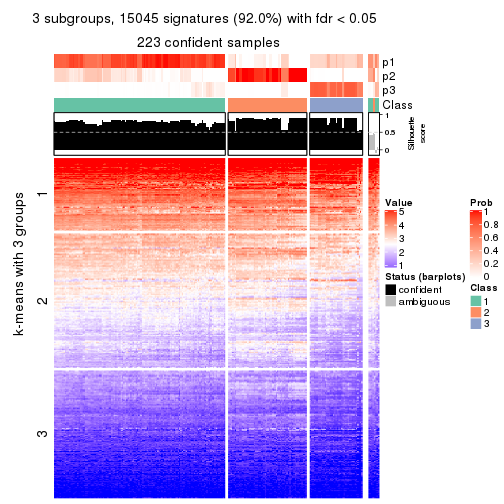 3 subgroups, 15045 signatures (92.0%) with fdr < 0.05
223 confident samples
p1
p2
p3
Class
1
0.5
0
Silhouette
score
k-means with 3 groups
1
2
3
Value
5
4
3
2
1
Status (barplots)
confident
ambiguous
Prob
1
0.8
0.6
0.4
0.2
0
Class
1
2
3